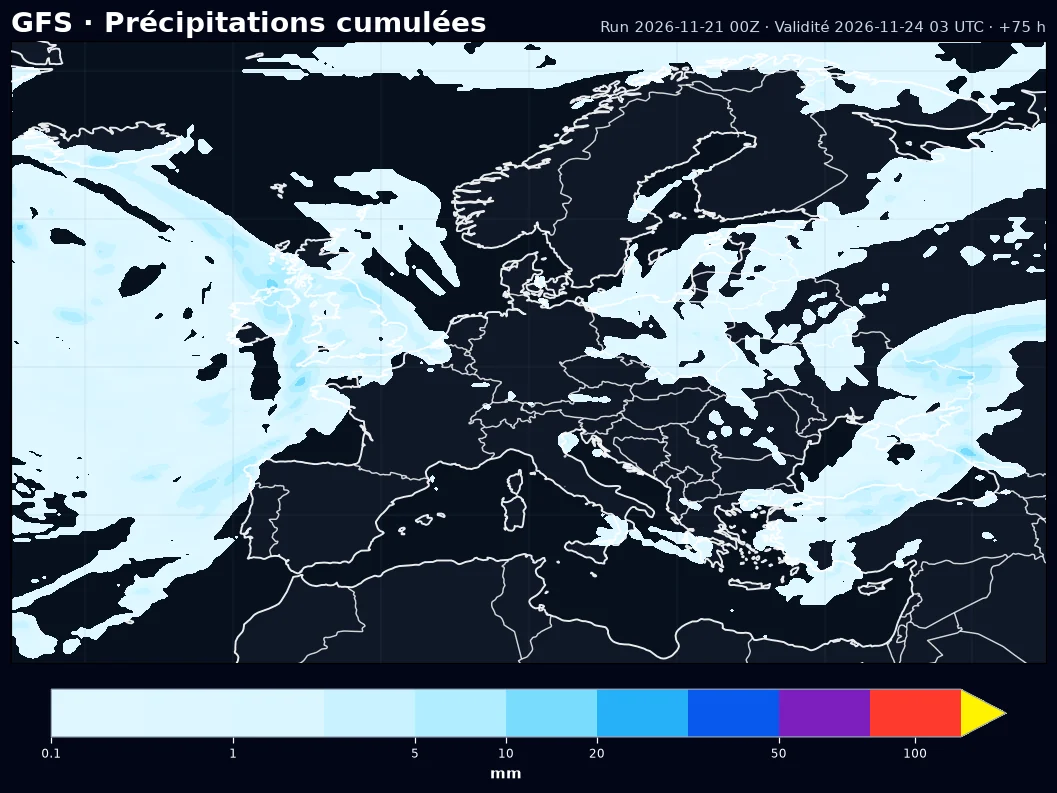 GFS · Précipitations cumulées
Run 2026-11-21 00Z · Validité 2026-11-24 03 UTC · +75 h
0.1 1 5 10 20 50 100
mm